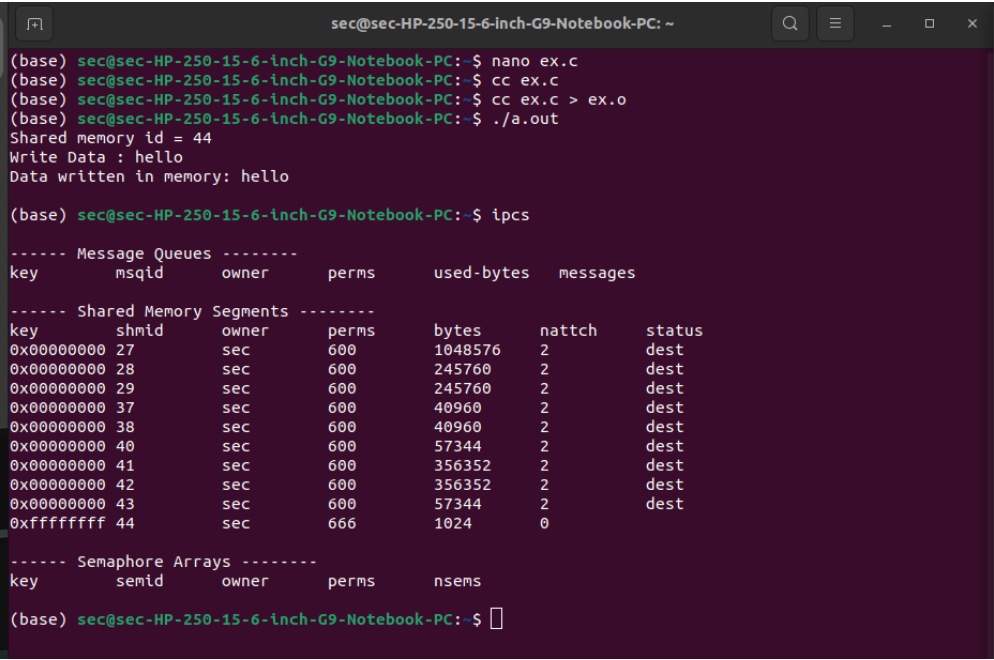 sec@sec-HP-250-15-6-inch-G9-Notebook-PC: ~
(base) sec@sec-HP-250-15-6-inch-G9-Notebook-PC:~$ nano ex.c
(base) sec@sec-HP-250-15-6-inch-G9-Notebook-PC:~$ cc ex.c
(base) sec@sec-HP-250-15-6-inch-G9-Notebook-PC:~$ cc ex.c > ex.o
(base) sec@sec-HP-250-15-6-inch-G9-Notebook-PC:~$ ./a.out
Shared memory id = 44
Write Data : hello
Data written in memory: hello
(base) sec@sec-HP-250-15-6-inch-G9-Notebook-PC:~$ ipcs
------ Message Queues --------
key        msqid      owner      perms      used-bytes   messages
------ Shared Memory Segments --------
key        shmid      owner      perms      bytes      nattch     status
0x00000000 27         sec        600        1048576    2          dest
0x00000000 28         sec        600        245760     2          dest
0x00000000 29         sec        600        245760     2          dest
0x00000000 37         sec        600        40960      2          dest
0x00000000 38         sec        600        40960      2          dest
0x00000000 40         sec        600        57344      2          dest
0x00000000 41         sec        600        356352     2          dest
0x00000000 42         sec        600        356352     2          dest
0x00000000 43         sec        600        57344      2          dest
0xffffffff 44         sec        666        1024       0
------ Semaphore Arrays --------
key        semid      owner      perms      nsems
(base) sec@sec-HP-250-15-6-inch-G9-Notebook-PC:~$